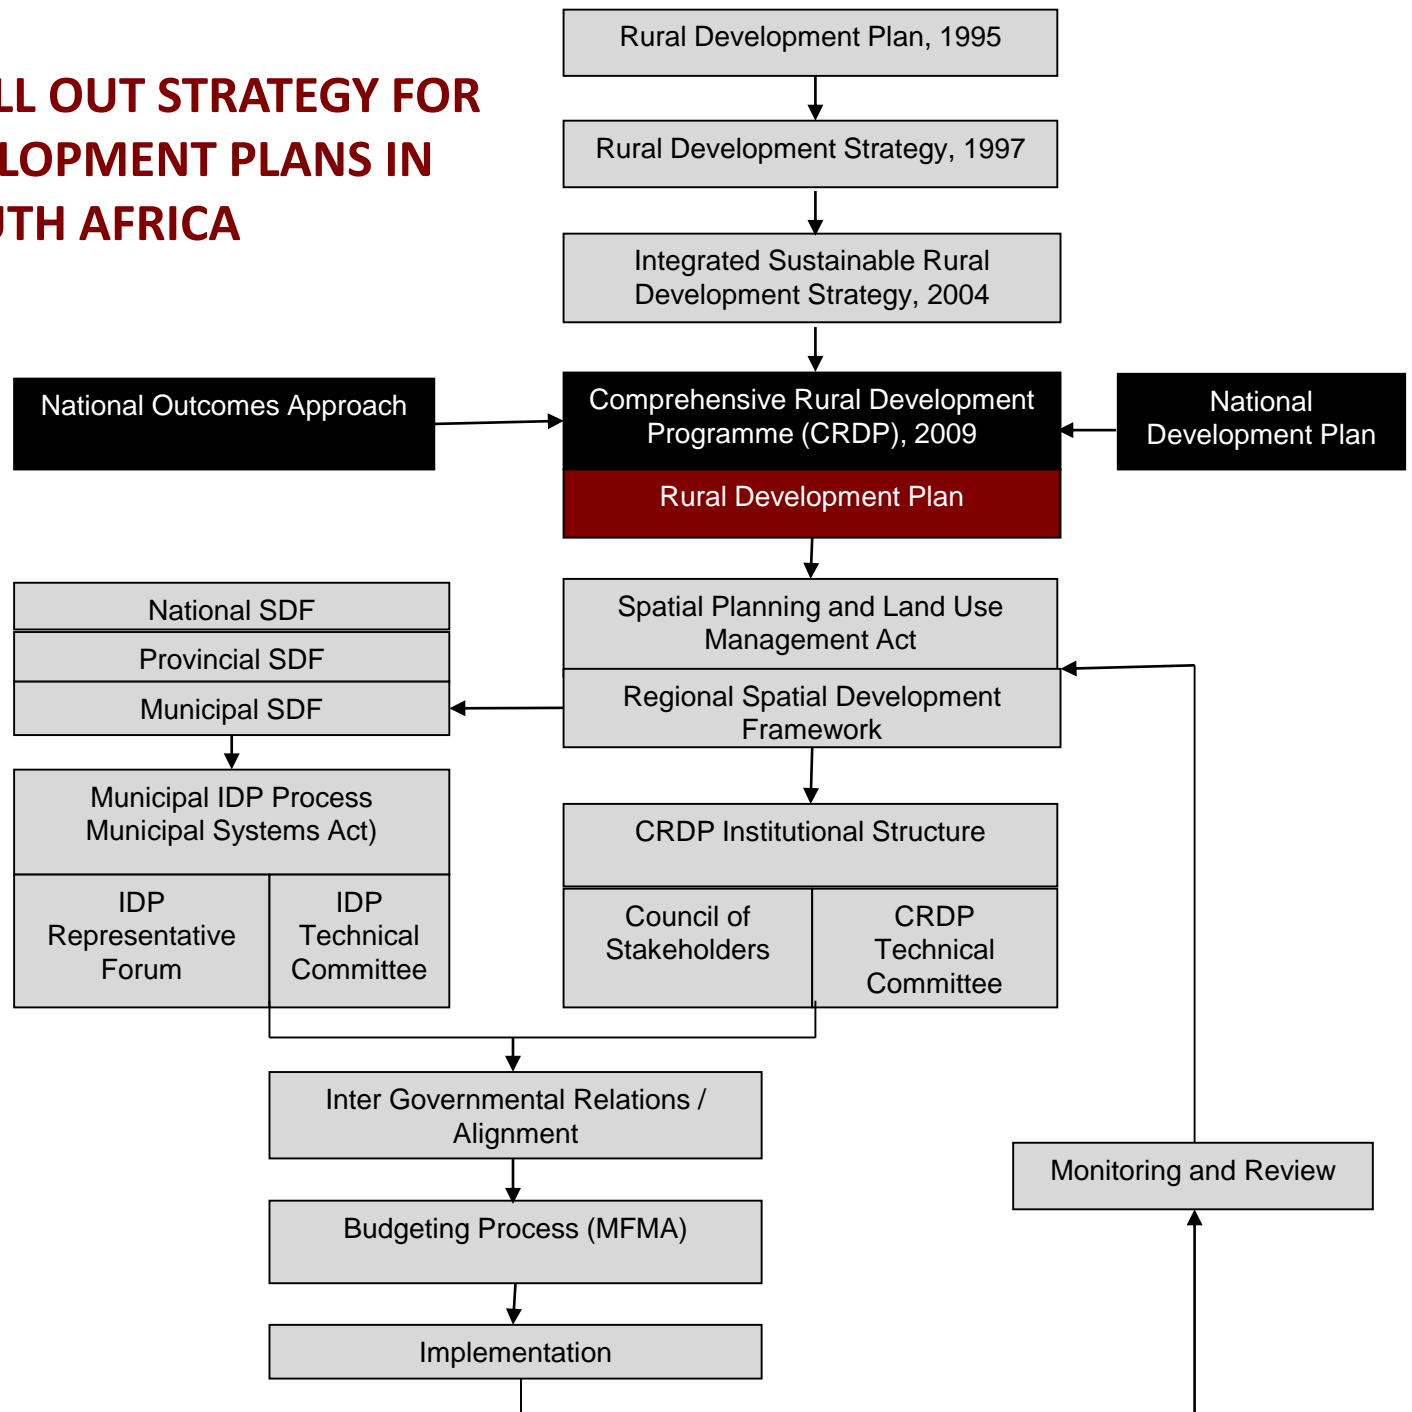 Rural Development Plan, 1995
LL OUT STRATEGY FOR
ELOPMENT PLANS IN
UTH AFRICA
Rural Development Strategy, 1997
Integrated Sustainable Rural
Development Strategy, 2004
National Outcomes Approach
Comprehensive Rural Development
Programme (CRDP), 2009
National
Development Plan
Rural Development Plan
National SDF
Provincial SDF
Municipal SDF
Spatial Planning and Land Use
Management Act
Regional Spatial Development
Framework
Municipal IDP Process
Municipal Systems Act)
IDP
Representative
Forum
IDP
Technical
Committee
CRDP Institutional Structure
Council of
Stakeholders
CRDP
Technical
Committee
Inter Governmental Relations /
Alignment
Monitoring and Review
Budgeting Process (MFMA)
Implementation